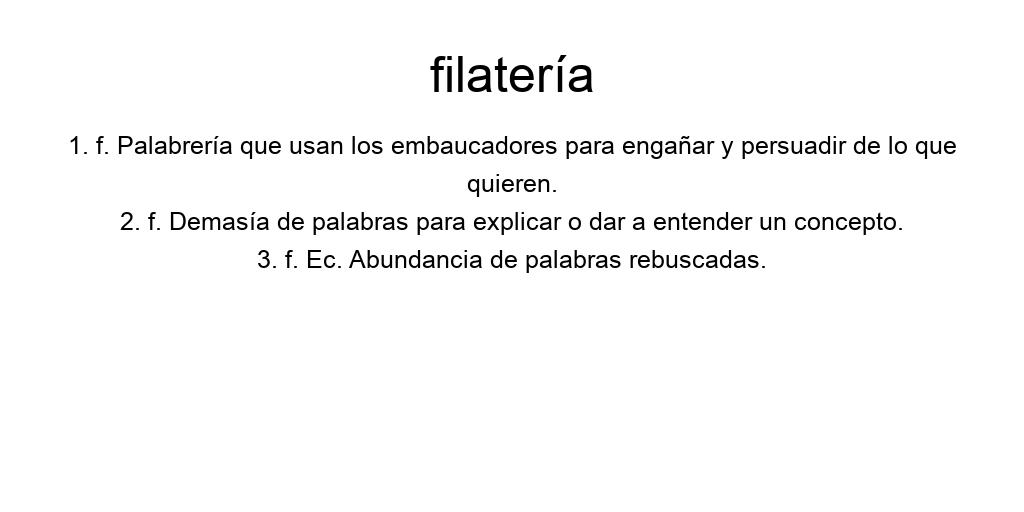 filatería
1. f. Palabrería que usan los embaucadores para engañar y persuadir de lo que
quieren.
2. f. Demasía de palabras para explicar o dar a entender un concepto.
3. f. Ec. Abundancia de palabras rebuscadas.